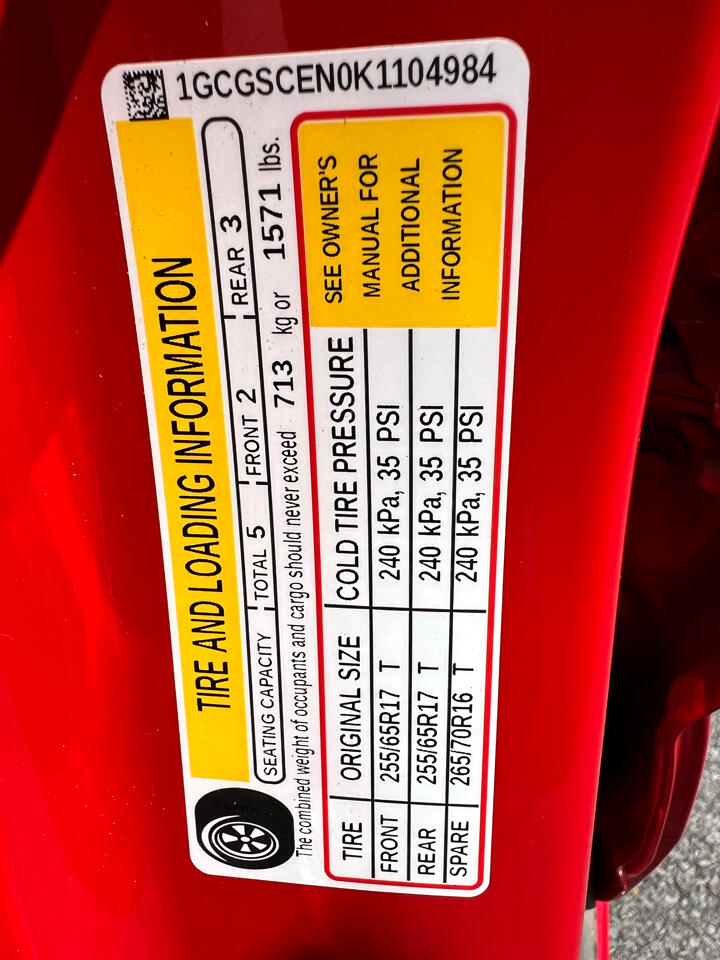 1GCGSCEN0K1104984
TIRE AND LOADING INFORMATION
SEATING CAPACITY TOTAL 5 FRONT 2 REAR 3
The combined weight of occupants and cargo should never exceed 713 kg or 1571 lbs.
TIRE ORIGINAL SIZE COLD TIRE PRESSURE
FRONT 255/65R17 T 240 kPa, 35 PSI
REAR 255/65R17 T 240 kPa, 35 PSI
SPARE 265/70R16 T 240 kPa, 35 PSI
SEE OWNER'S
MANUAL FOR
ADDITIONAL
INFORMATION